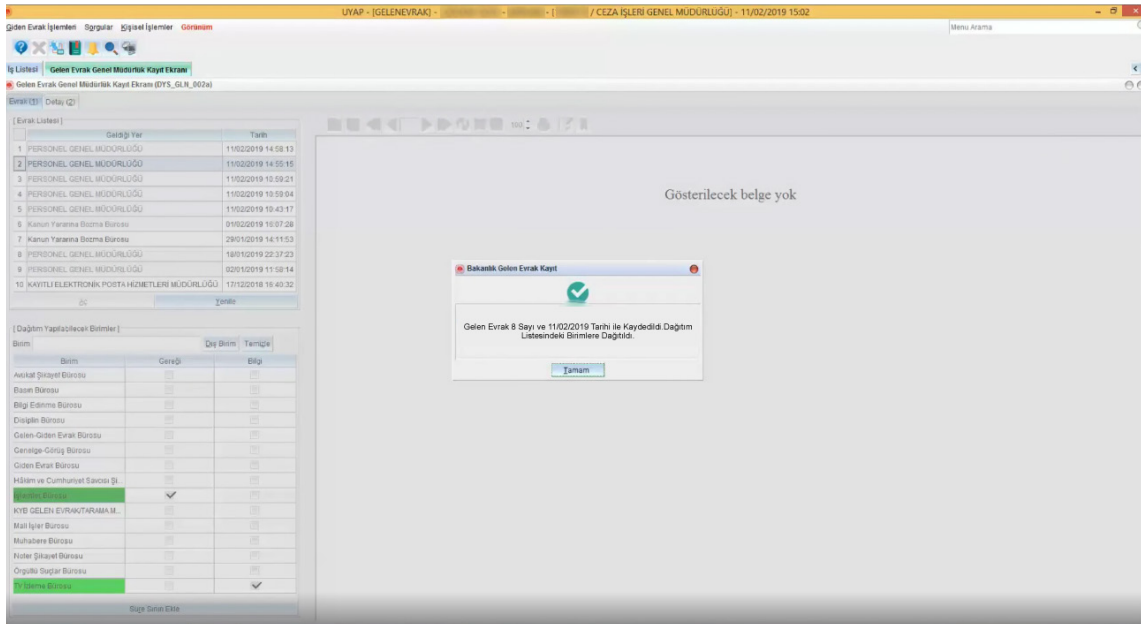 UYAP - [GELENEVRAK] - - - [ / CEZA İŞLERİ GENEL MÜDÜRLÜĞÜ] - 11/02/2019 15:02
Giden Evrak İşlemleri Sorgular Kişisel İşlemler Görünüm
Menu Arama
İş Listesi Gelen Evrak Genel Müdürlük Kayıt Ekranı
Gelen Evrak Genel Müdürlük Kayıt Ekranı (DYS_GLN_002a)
Evrak (1) Detay (2)
[ Evrak Listesi ]
Geldiği Yer Tarih
1 PERSONEL GENEL MÜDÜRLÜĞÜ 11/02/2019 14:58:13
2 PERSONEL GENEL MÜDÜRLÜĞÜ 11/02/2019 14:55:15
3 PERSONEL GENEL MÜDÜRLÜĞÜ 11/02/2019 10:59:21
4 PERSONEL GENEL MÜDÜRLÜĞÜ 11/02/2019 10:59:04
5 PERSONEL GENEL MÜDÜRLÜĞÜ 11/02/2019 10:43:17
6 Kanun Yararına Bozma Bürosu 01/02/2019 10:07:28
7 Kanun Yararına Bozma Bürosu 29/01/2019 14:11:53
8 PERSONEL GENEL MÜDÜRLÜĞÜ 18/01/2019 22:37:23
9 PERSONEL GENEL MÜDÜRLÜĞÜ 02/01/2019 11:58:14
10 KAYITLI ELEKTRONİK POSTA HİZMETLERİ MÜDÜRLÜĞÜ 17/12/2018 16:40:32
Aç Yenile
[ Dağıtım Yapılabilecek Birimler ]
Birim Dış Birim Temizle
Birim Gereği Bilgi
Avukat Şikayet Bürosu
Basın Bürosu
Bilgi Edinme Bürosu
Disiplin Bürosu
Gelen-Giden Evrak Bürosu
Genelge-Görüş Bürosu
Giden Evrak Bürosu
Hâkim ve Cumhuriyet Savcısı Şi...
KYB GELEN EVRAK/TARAMA M...
Mali İşler Bürosu
Muhabere Bürosu
Noter Şikayet Bürosu
Örgütlü Suçlar Bürosu
TV İzleme Bürosu
Süre Sınırı Ekle
Gösterilecek belge yok
Bakanlık Gelen Evrak Kayıt
Gelen Evrak 8 Sayı ve 11/02/2019 Tarihi ile Kaydedildi.Dağıtım
Listesindeki Birimlere Dağıtıldı.
Tamam